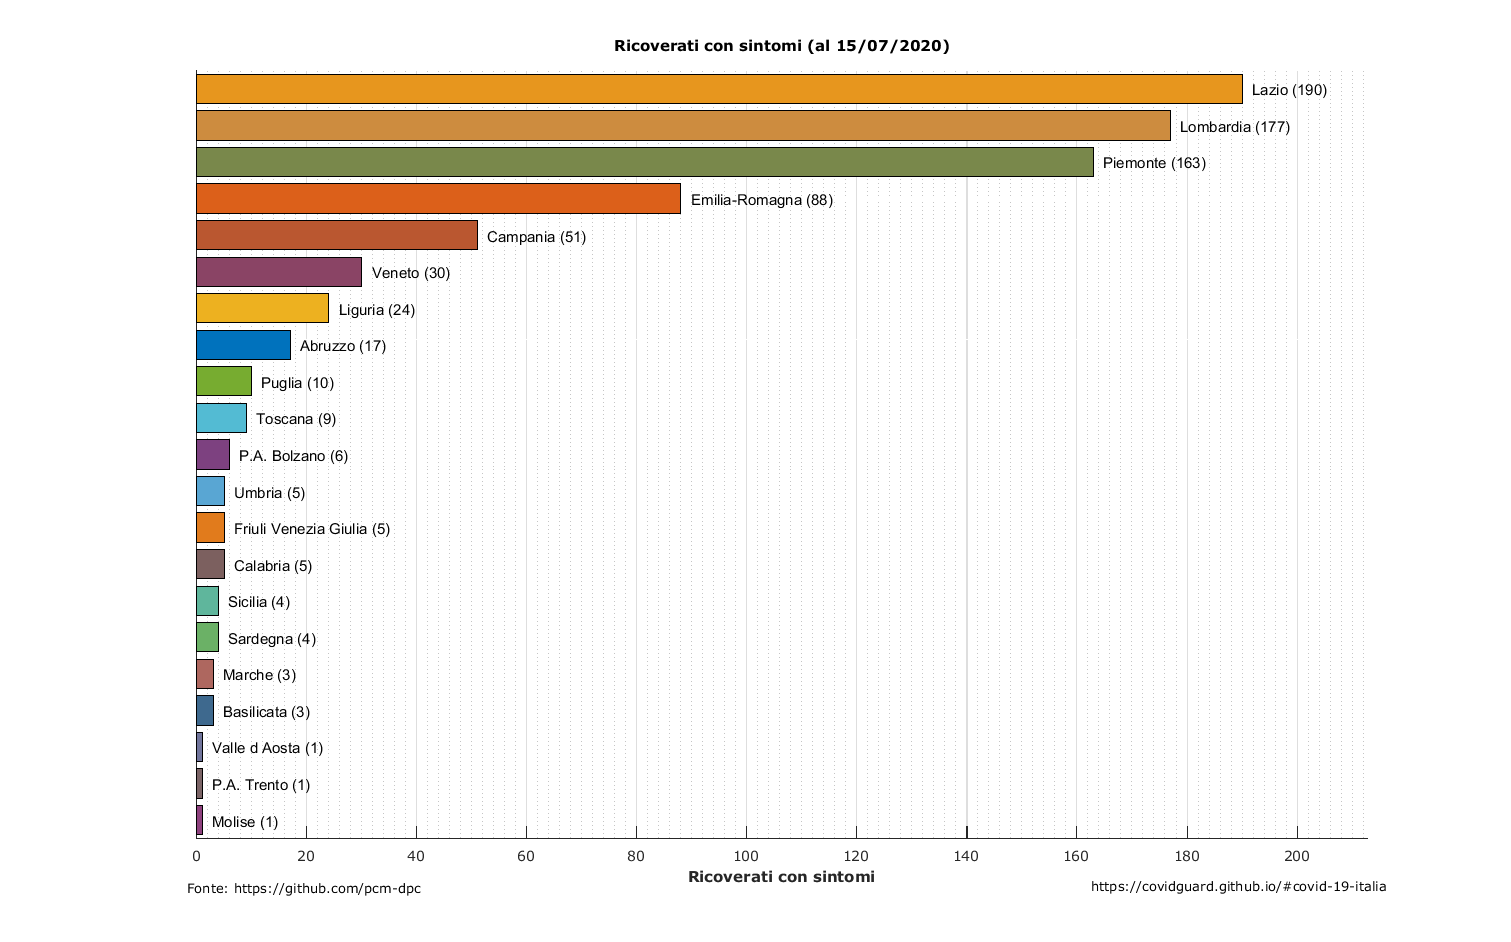 Ricoverati con sintomi (al 15/07/2020)
Lazio (190)
Lombardia (177)
Piemonte (163)
Emilia-Romagna (88)
Campania (51)
Veneto (30)
Liguria (24)
Abruzzo (17)
Puglia (10)
Toscana (9)
P.A. Bolzano (6)
Umbria (5)
Friuli Venezia Giulia (5)
Calabria (5)
Sicilia (4)
Sardegna (4)
Marche (3)
Basilicata (3)
Valle d Aosta (1)
P.A. Trento (1)
Molise (1)
0 20 40 60 80 100 120 140 160 180 200
Ricoverati con sintomi
Fonte: https://github.com/pcm-dpc
https://covidguard.github.io/#covid-19-italia